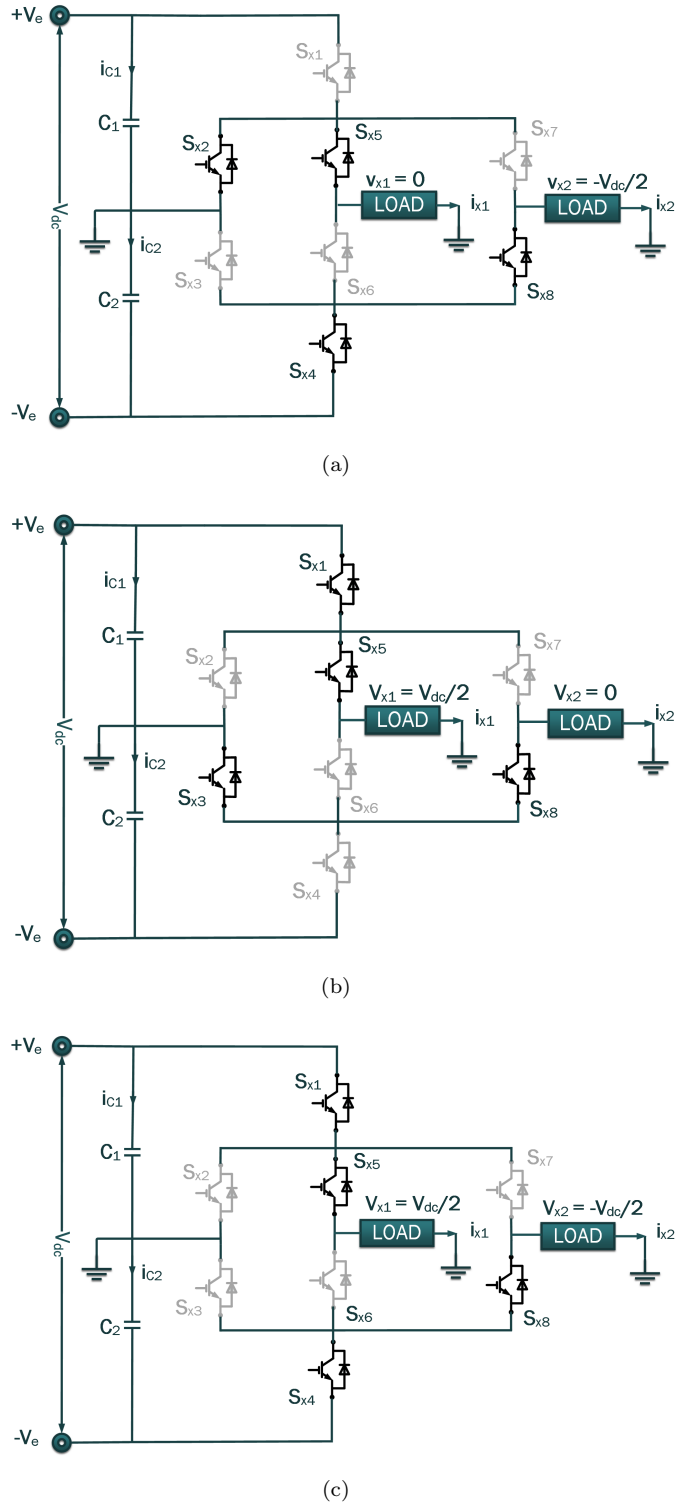 +Ve
iC1
Sx1
C1
Sx2
Sx5
Sx7
Vdc
vx1 = 0
LOAD
ix1
vx2 = -Vdc/2
LOAD
ix2
iC2
Sx3
Sx6
C2
Sx8
Sx4
-Ve
(a)
+Ve
iC1
Sx1
C1
Sx2
Sx5
Sx7
Vdc
Vx1 = Vdc/2
LOAD
ix1
Vx2 = 0
LOAD
ix2
iC2
Sx3
Sx6
C2
Sx8
Sx4
-Ve
(b)
+Ve
iC1
Sx1
C1
Sx2
Sx5
Sx7
Vdc
Vx1 = Vdc/2
LOAD
ix1
Vx2 = -Vdc/2
LOAD
ix2
iC2
Sx3
Sx6
C2
Sx8
Sx4
-Ve
(c)